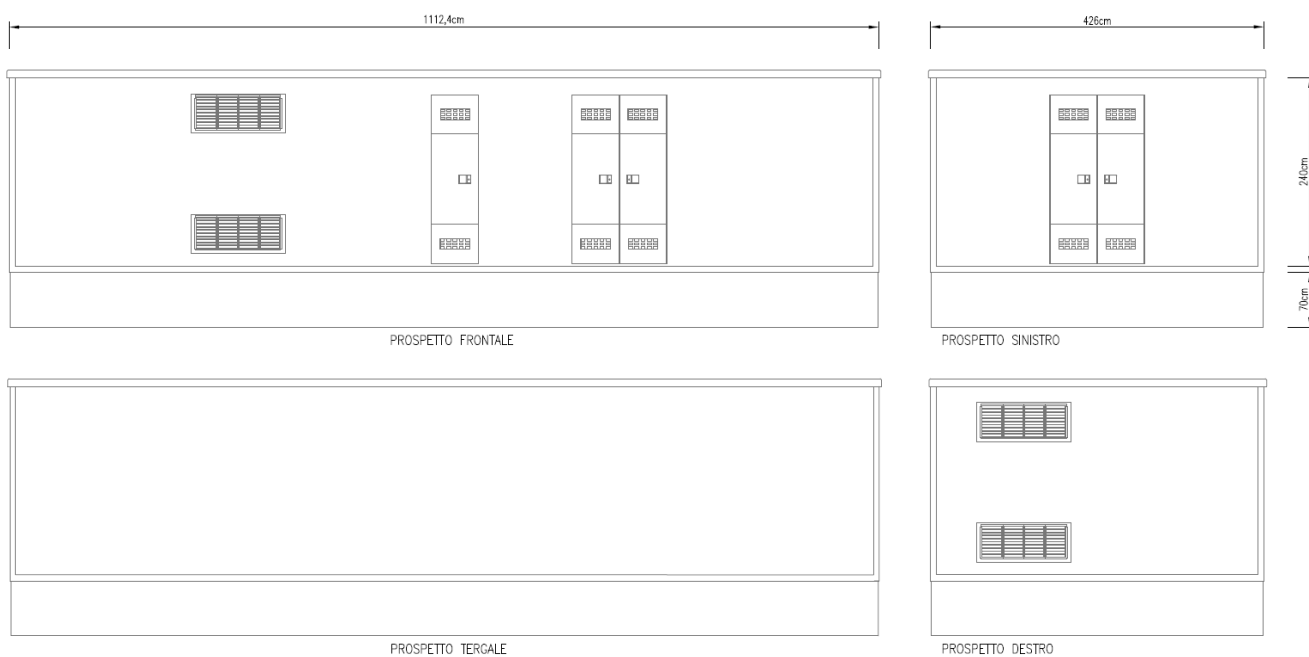 1112,4cm
426cm
240cm
70cm
PROSPETTO FRONTALE
PROSPETTO SINISTRO
PROSPETTO TERGALE
PROSPETTO DESTRO